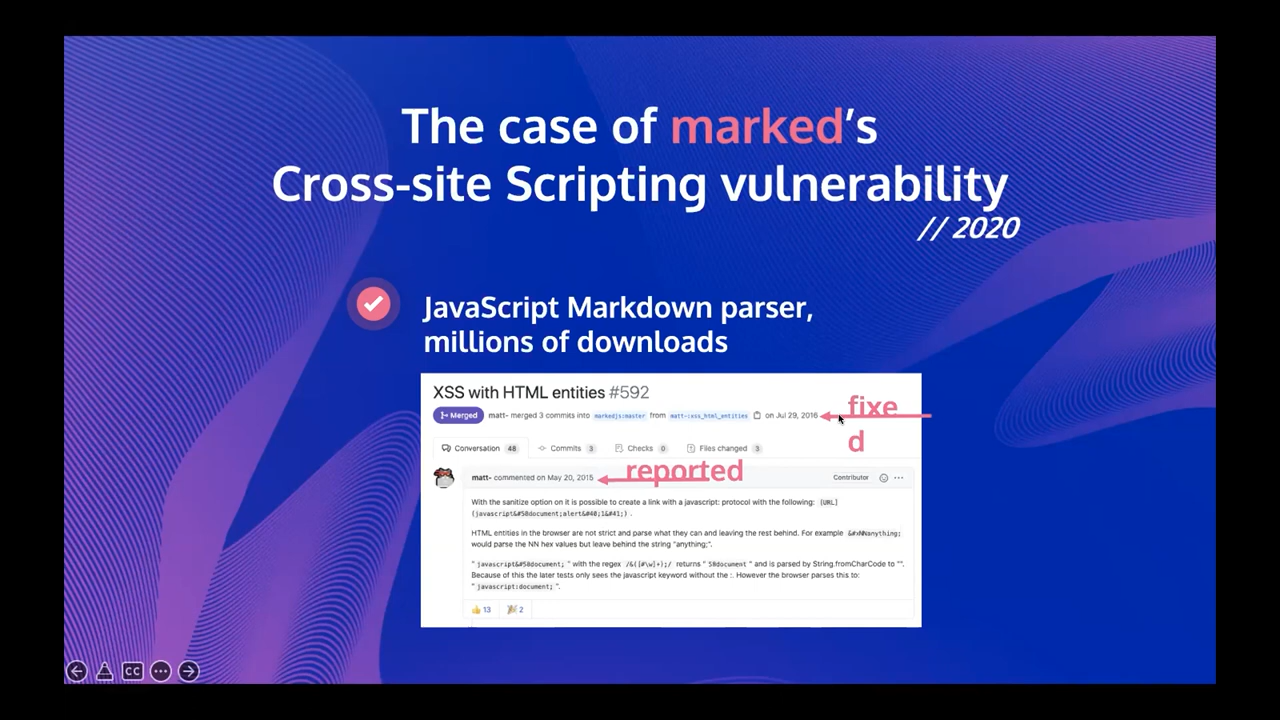 The case of marked’s
Cross-site Scripting vulnerability
// 2020
JavaScript Markdown parser,
millions of downloads
XSS with HTML entities #592
Merged matt- merged 3 commits into markedjs:master from matt-:xss_html_entities on Jul 29, 2016
fixe
d
Conversation 48 Commits 3 Checks 0 Files changed 3
reported
matt- commented on May 20, 2015 Contributor
With the sanitize option on it is possible to create a link with a javascript: protocol with the following: [URL]
(javascript&#58document;alert&#40;1&#41;) .
HTML entities in the browser are not strict and parse what they can and leaving the rest behind. For example &#xNNanything;
would parse the NN hex values but leave behind the string "anything;".
" javascript&#58document; " with the regex /&([#\w]+);/ returns " 58document " and is parsed by String.fromCharCode to "".
Because of this the later tests only sees the javascript keyword without the :. However the browser parses this to:
" javascript:document; ".
13 2
CC